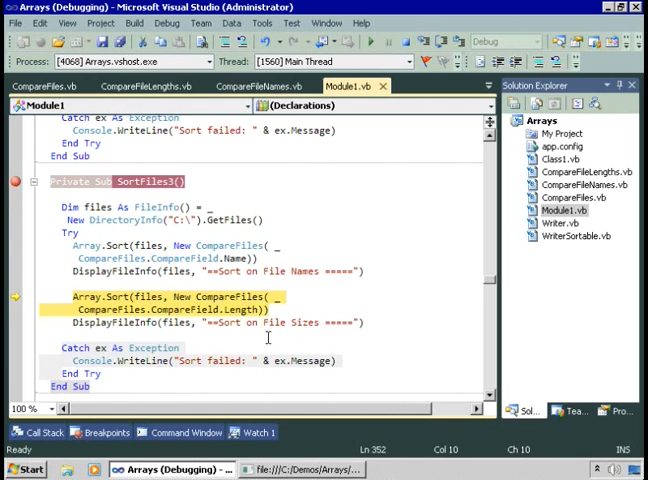 Arrays (Debugging) - Microsoft Visual Studio (Administrator)
File Edit View Project Debug Team Data Tools Test Window Help
Debug
Process: [4068] Arrays.vshost.exe Thread: [1560] Main Thread
CompareFiles.vb CompareFileLengths.vb CompareFileNames.vb Module1.vb
Module1 (Declarations)
Catch ex As Exception
Console.WriteLine("Sort failed: " & ex.Message)
End Try
End Sub
Private Sub SortFiles3()
Dim files As FileInfo() = _
New DirectoryInfo("C:\").GetFiles()
Try
Array.Sort(files, New CompareFiles( _
CompareFiles.CompareField.Name))
DisplayFileInfo(files, "==Sort on File Names =====")
Array.Sort(files, New CompareFiles( _
CompareFiles.CompareField.Length))
DisplayFileInfo(files, "==Sort on File Sizes =====")
Catch ex As Exception
Console.WriteLine("Sort failed: " & ex.Message)
End Try
End Sub
100 %
Solution Explorer
Arrays
My Project
app.config
Class1.vb
CompareFileLengths.vb
CompareFileNames.vb
CompareFiles.vb
Module1.vb
Writer.vb
WriterSortable.vb
Sol... Tea... Pro...
Call Stack Breakpoints Command Window Watch 1
Ready Ln 352 Col 10 Ch 10 INS
Start Arrays (Debugging) - ... file:///C:/Demos/Arrays/...